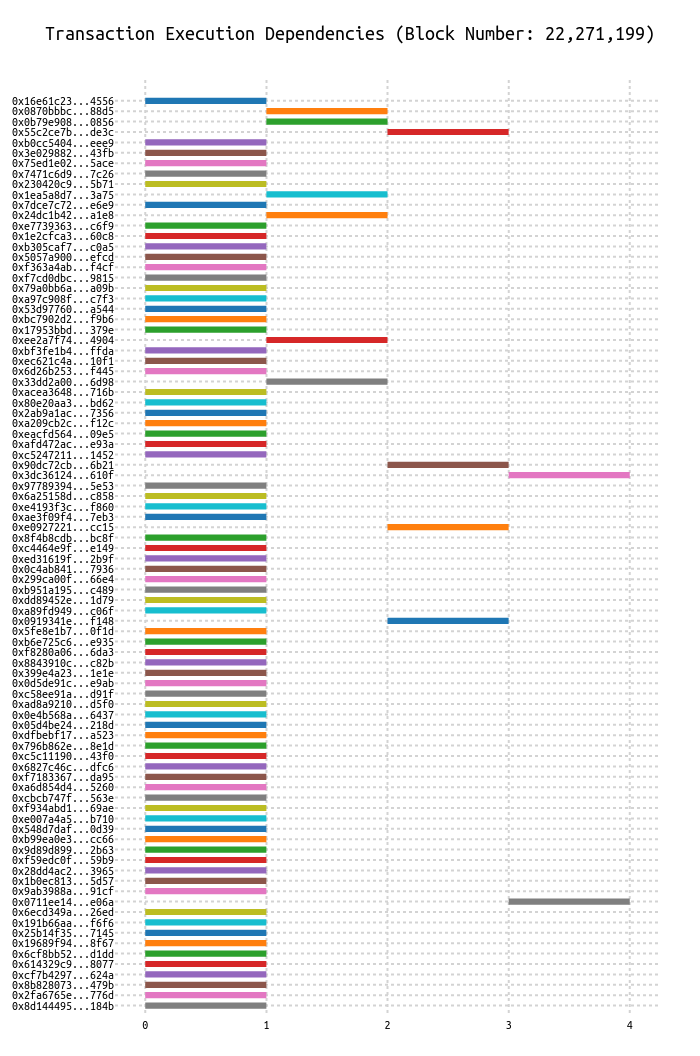 Transaction Execution Dependencies (Block Number: 22,271,199)
0x16e61c23...4556
0x0870bbbc...88d5
0x0b79e908...0856
0x55c2ce7b...de3c
0xb0cc5404...eee9
0x3e029882...43fb
0x75ed1e02...5ace
0x7471c6d9...7c26
0x230420c9...5b71
0x1ea5a8d7...3a75
0x7dce7c72...e6e9
0x24dc1b42...a1e8
0xe7739363...c6f9
0x1e2cfca3...60c8
0xb305caf7...c0a5
0x5057a900...efcd
0xf363a4ab...f4cf
0xf7cd0dbc...9815
0x79a0bb6a...a09b
0xa97c908f...c7f3
0x53d97760...a544
0xbc7902d2...f9b6
0x17953bbd...379e
0xee2a7f74...4904
0xbf3fe1b4...ffda
0xec621c4a...10f1
0x6d26b253...f445
0x33dd2a00...6d98
0xacea3648...716b
0x80e20aa3...bd62
0x2ab9a1ac...7356
0xa209cb2c...f12c
0xeacfd564...09e5
0xafd472ac...e93a
0xc5247211...1452
0x90dc72cb...6b21
0x3dc36124...610f
0x97789394...5e53
0x6a25158d...c858
0xe4193f3c...f860
0xae3f09f4...7eb3
0xe0927221...cc15
0x8f4b8cdb...bc8f
0xc4464e9f...e149
0xed31619f...2b9f
0x0c4ab841...7936
0x299ca00f...66e4
0xb951a195...c489
0xdd89452e...1d79
0xa89fd949...c06f
0x0919341e...f148
0x5fe8e1b7...0f1d
0xb6e725c6...e935
0xf8280a06...6da3
0x8843910c...c82b
0x399e4a23...1e1e
0x0d5de91c...e9ab
0xc58ee91a...d91f
0xad8a9210...d5f0
0x0e4b568a...6437
0x05d4be24...218d
0xdfbebf17...a523
0x796b862e...8e1d
0xc5c11190...43f0
0x6827c46c...dfc6
0xf7183367...da95
0xa6d854d4...5260
0xcbcb747f...563e
0xf934abd1...69ae
0xe007a4a5...b710
0x548d7daf...0d39
0xb99ea0e3...cc66
0x9d89d899...2b63
0xf59edc0f...59b9
0x28dd4ac2...3965
0x1b0ec813...5d57
0x9ab3988a...91cf
0x0711ee14...e06a
0x6ecd349a...26ed
0x191b66aa...f6f6
0x25b14f35...7145
0x19689f94...8f67
0x6cf8bb52...d1dd
0x614329c9...8077
0xcf7b4297...624a
0x8b828073...479b
0x2fa6765e...776d
0x8d144495...184b
0 1 2 3 4